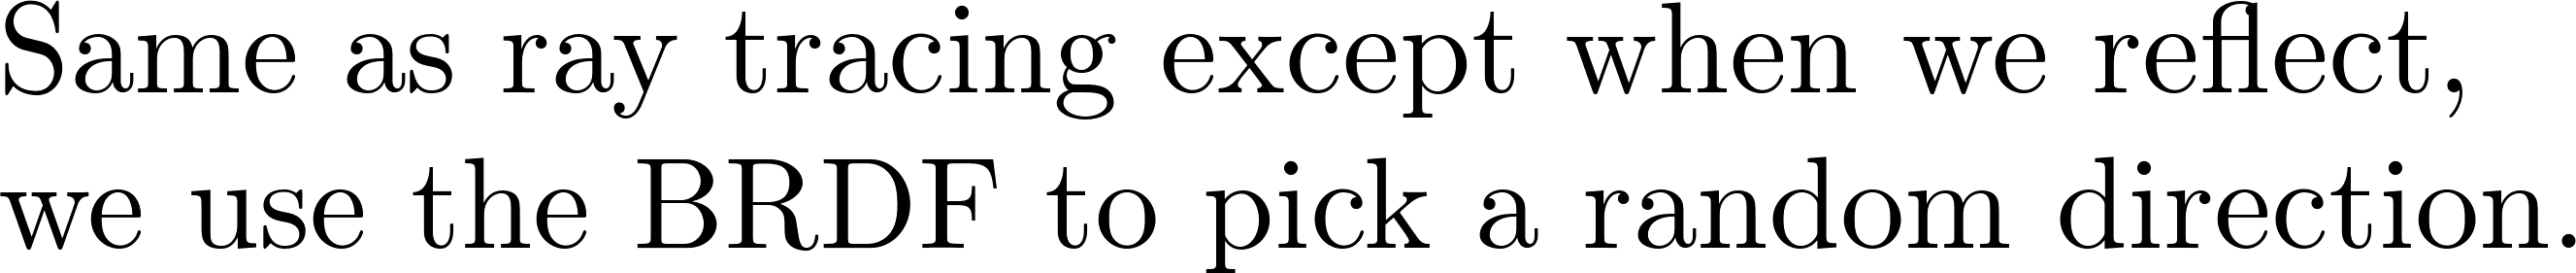 Same as ray tracing except when we reflect,
we use the BRDF to pick a random direction.